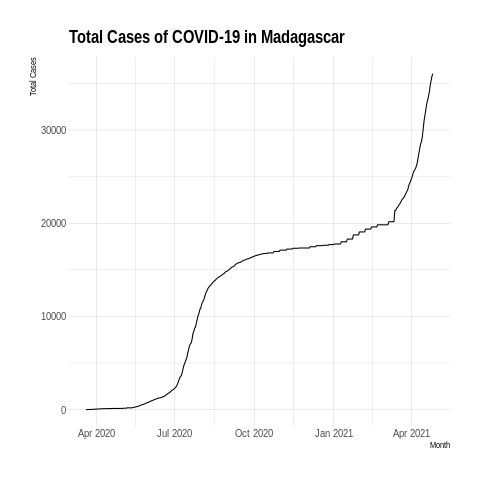 Total Cases of COVID-19 in Madagascar
Total Cases
30000
20000
10000
0
Apr 2020 Jul 2020 Oct 2020 Jan 2021 Apr 2021
Month